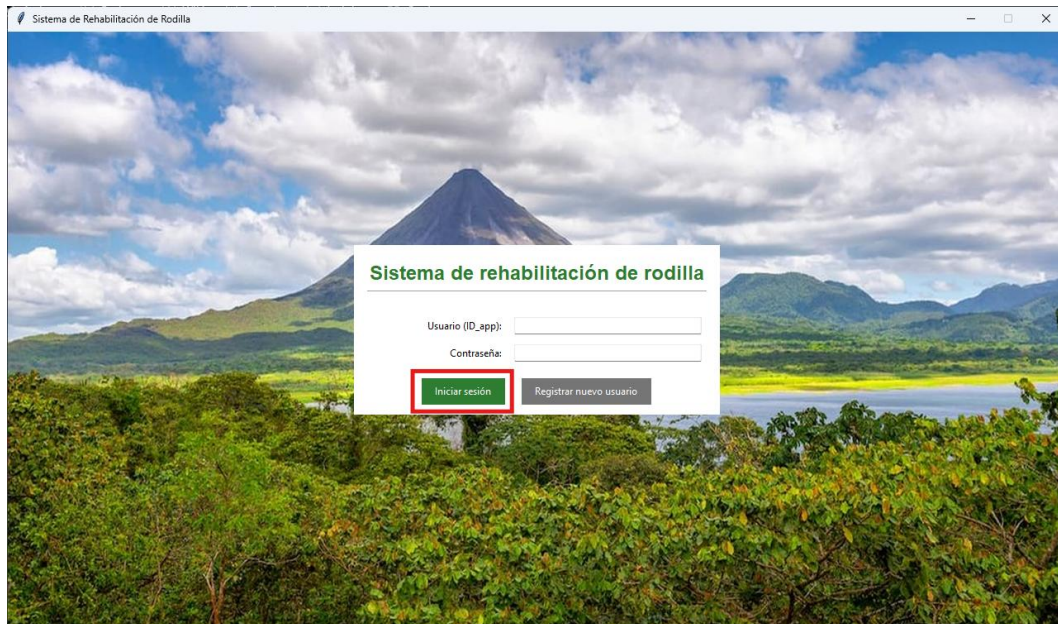 Sistema de Rehabilitación de Rodilla
Sistema de rehabilitación de rodilla
Usuario (ID_app):
Contraseña:
Iniciar sesión Registrar nuevo usuario